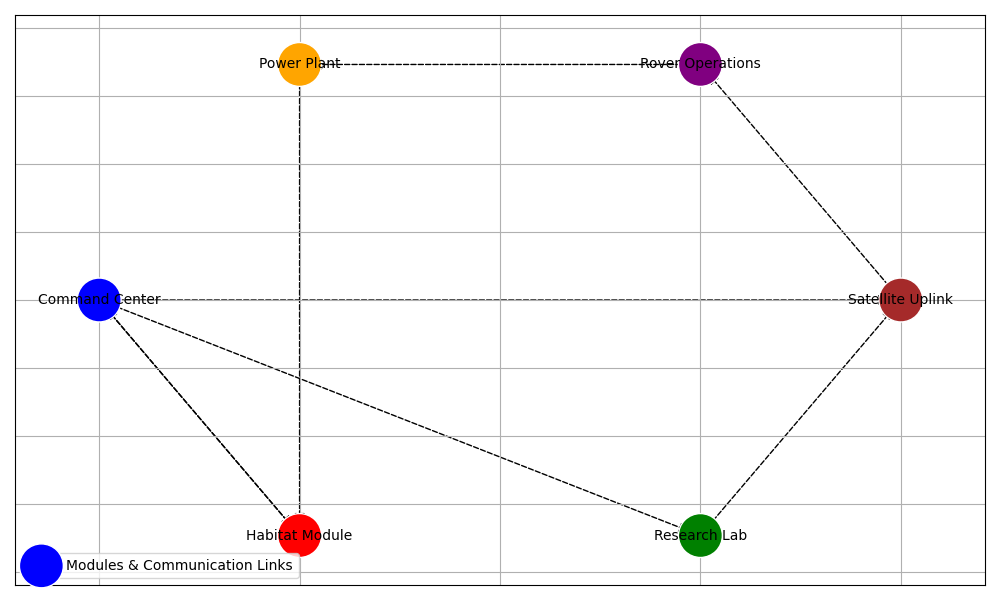 Power Plant
Rover Operations
Command Center
Satellite Uplink
Habitat Module
Research Lab
Modules & Communication Links